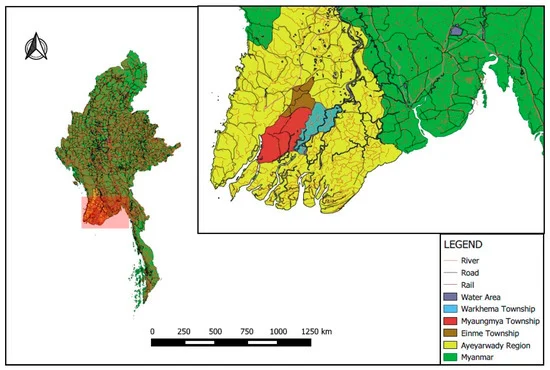 LEGEND
River
Road
Rail
Water Area
Warkhema Township
Myaungmya Township
Einme Township
Ayeyarwady Region
Myanmar
0 250 500 750 1000 1250 km